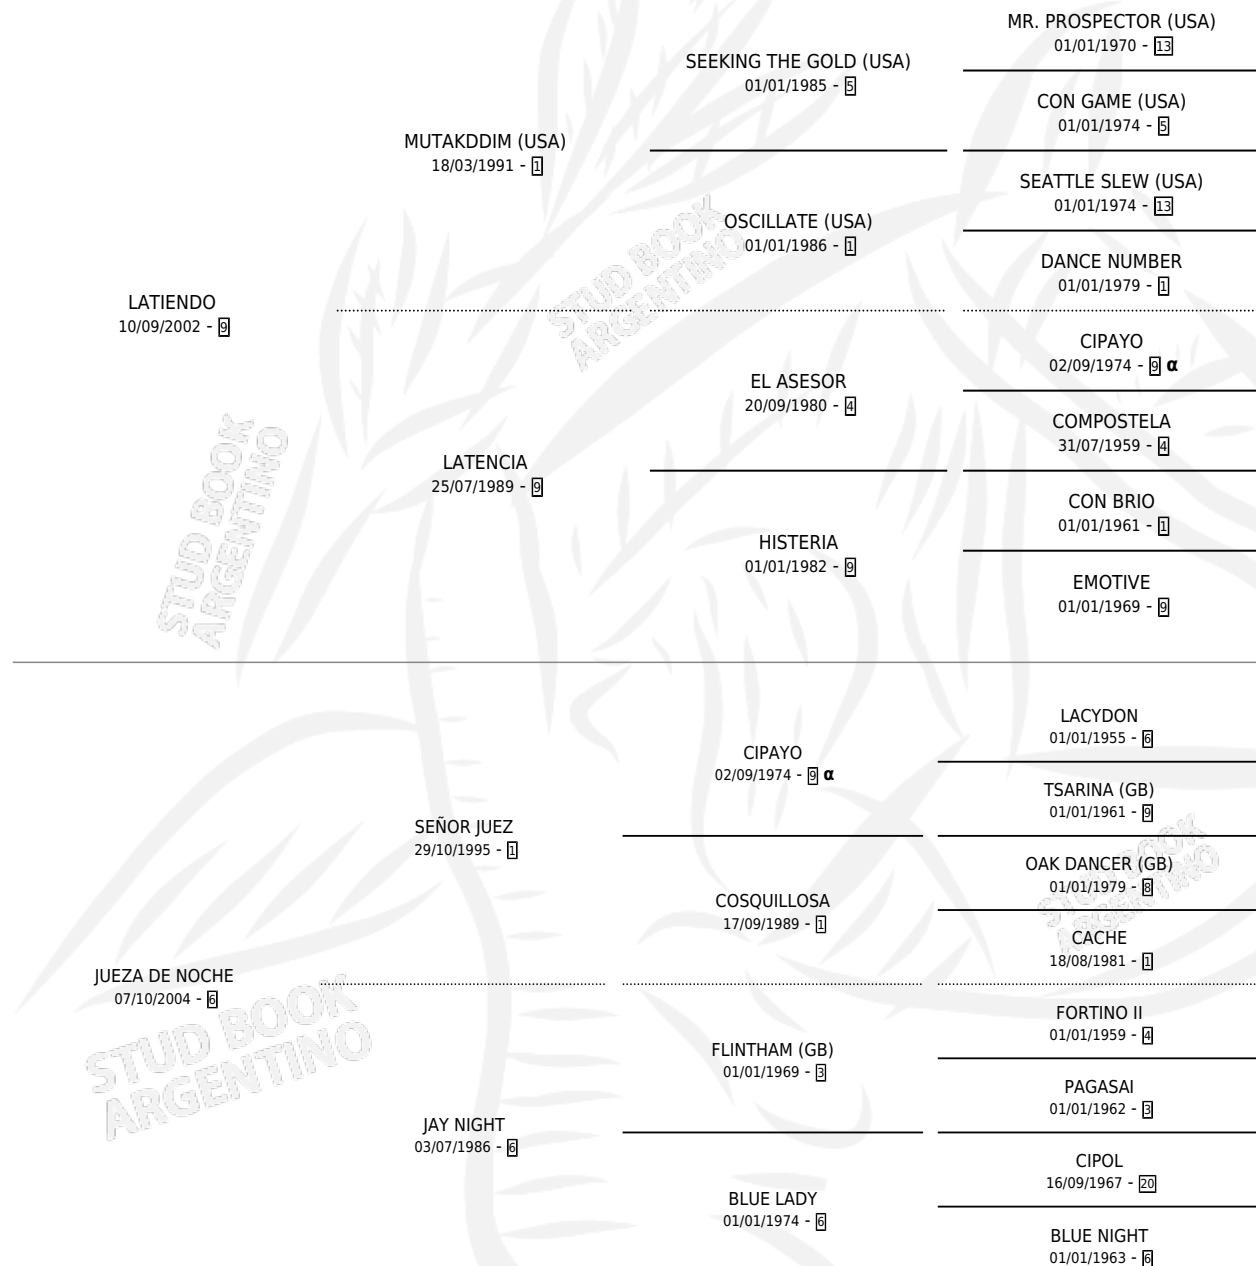 MR. PROSPECTOR (USA)
01/01/1970 - 13
SEEKING THE GOLD (USA)
01/01/1985 - 5
CON GAME (USA)
01/01/1974 - 5
MUTAKDDIM (USA)
18/03/1991 - 1
SEATTLE SLEW (USA)
01/01/1974 - 13
OSCILLATE (USA)
01/01/1986 - 1
DANCE NUMBER
01/01/1979 - 1
LATIENDO
10/09/2002 - 9
CIPAYO
02/09/1974 - 9 α
EL ASESOR
20/09/1980 - 4
COMPOSTELA
31/07/1959 - 4
LATENCIA
25/07/1989 - 9
CON BRIO
01/01/1961 - 1
HISTERIA
01/01/1982 - 9
EMOTIVE
01/01/1969 - 9
LACYDON
01/01/1955 - 6
CIPAYO
02/09/1974 - 9 α
TSARINA (GB)
01/01/1961 - 9
SEÑOR JUEZ
29/10/1995 - 1
OAK DANCER (GB)
01/01/1979 - 8
COSQUILLOSA
17/09/1989 - 1
CACHE
18/08/1981 - 1
JUEZA DE NOCHE
07/10/2004 - 6
FORTINO II
01/01/1959 - 4
FLINTHAM (GB)
01/01/1969 - 3
PAGASAI
01/01/1962 - 3
JAY NIGHT
03/07/1986 - 6
CIPOL
16/09/1967 - 20
BLUE LADY
01/01/1974 - 6
BLUE NIGHT
01/01/1963 - 6
STUD BOOK
ARGENTINO
STUD BOOK
ARGENTINO
STUD BOOK
ARGENTINO
STUD BOOK
ARGENTINO